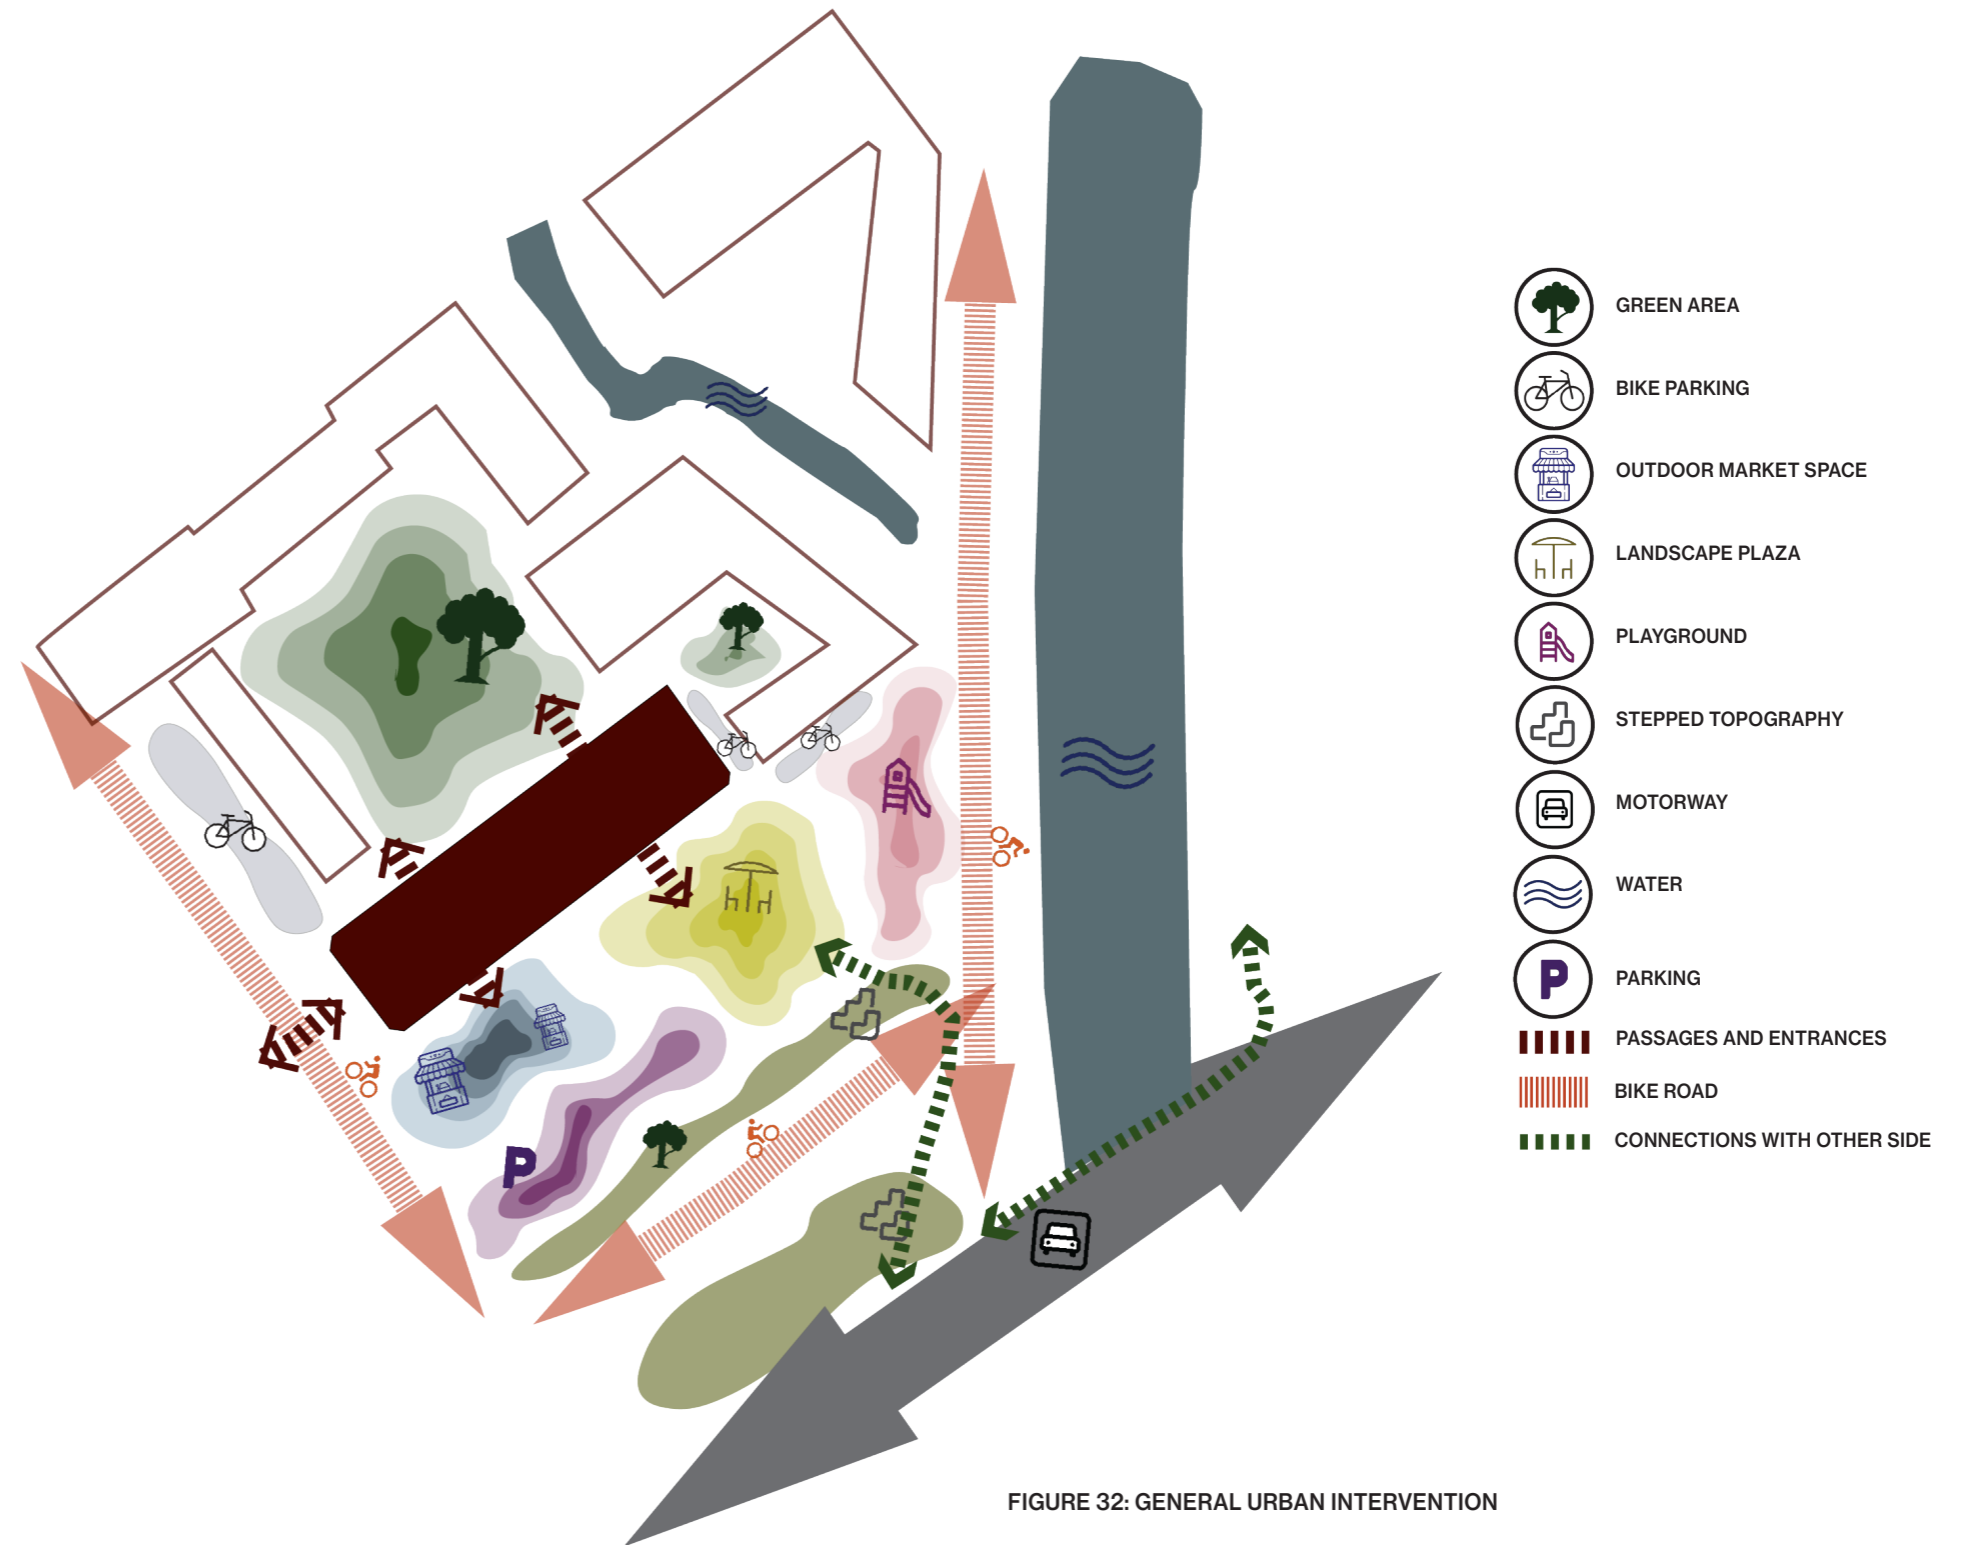 GREEN AREA
BIKE PARKING
OUTDOOR MARKET SPACE
LANDSCAPE PLAZA
PLAYGROUND
STEPPED TOPOGRAPHY
MOTORWAY
WATER
P
PARKING
PASSAGES AND ENTRANCES
BIKE ROAD
CONNECTIONS WITH OTHER SIDE
P
FIGURE 32: GENERAL URBAN INTERVENTION